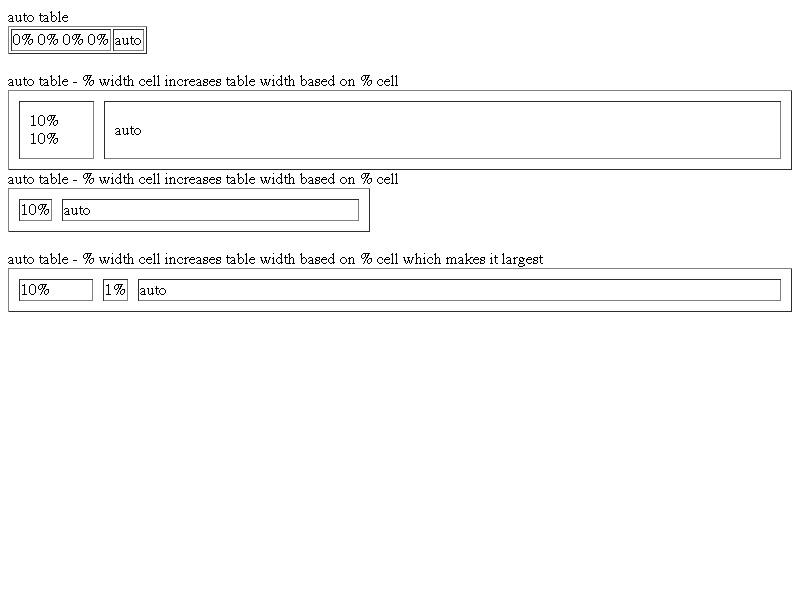 auto table
0% 0% 0% 0% auto
auto table - % width cell increases table width based on % cell
10%
10%
auto
auto table - % width cell increases table width based on % cell
10% auto
auto table - % width cell increases table width based on % cell which makes it largest
10% 1% auto